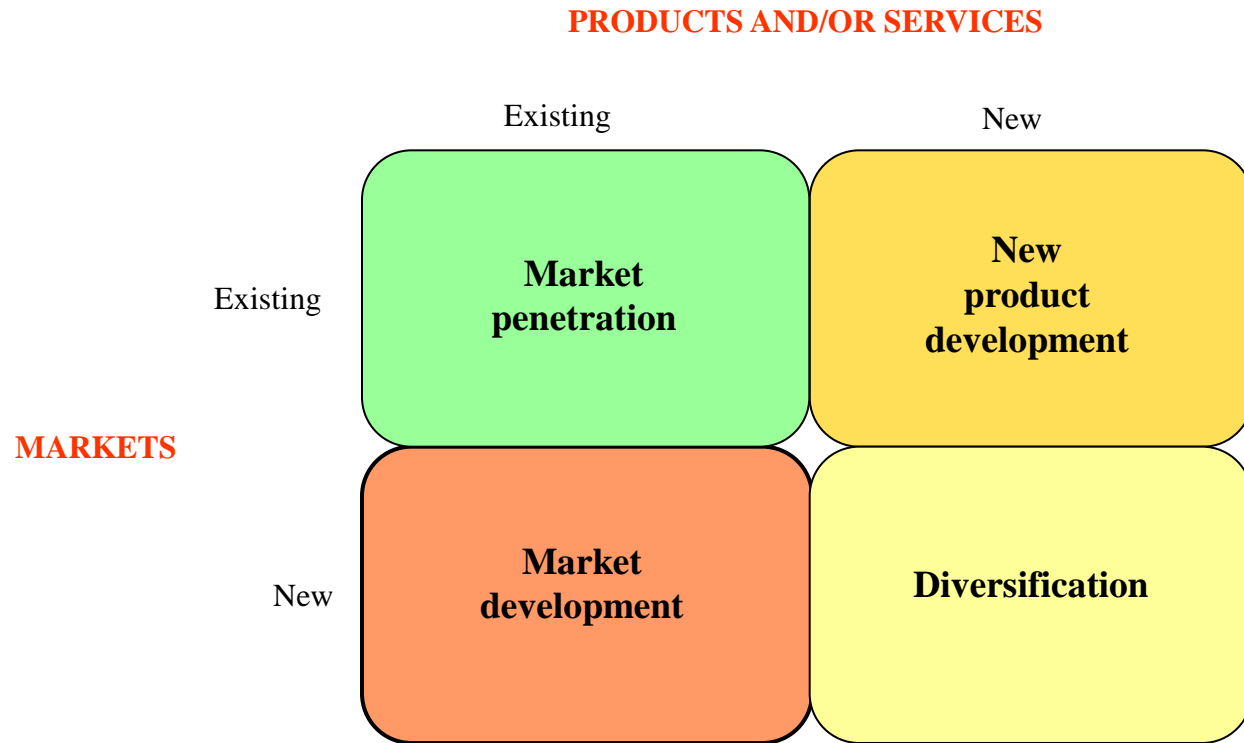 PRODUCTS AND/OR SERVICES
Existing
New
Existing
Market
penetration
New
product
development
MARKETS
New
Market
development
Diversification